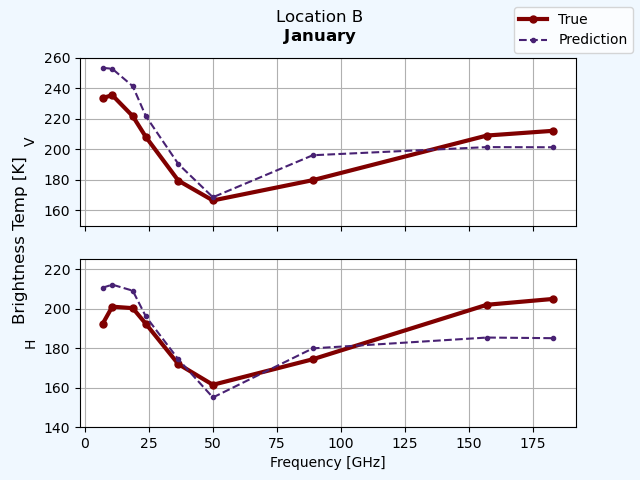 Location B
January
True
Prediction
Brightness Temp [K]
V
260
240
220
200
180
160
H
220
200
180
160
140
0
25
50
75
100
125
150
175
Frequency [GHz]